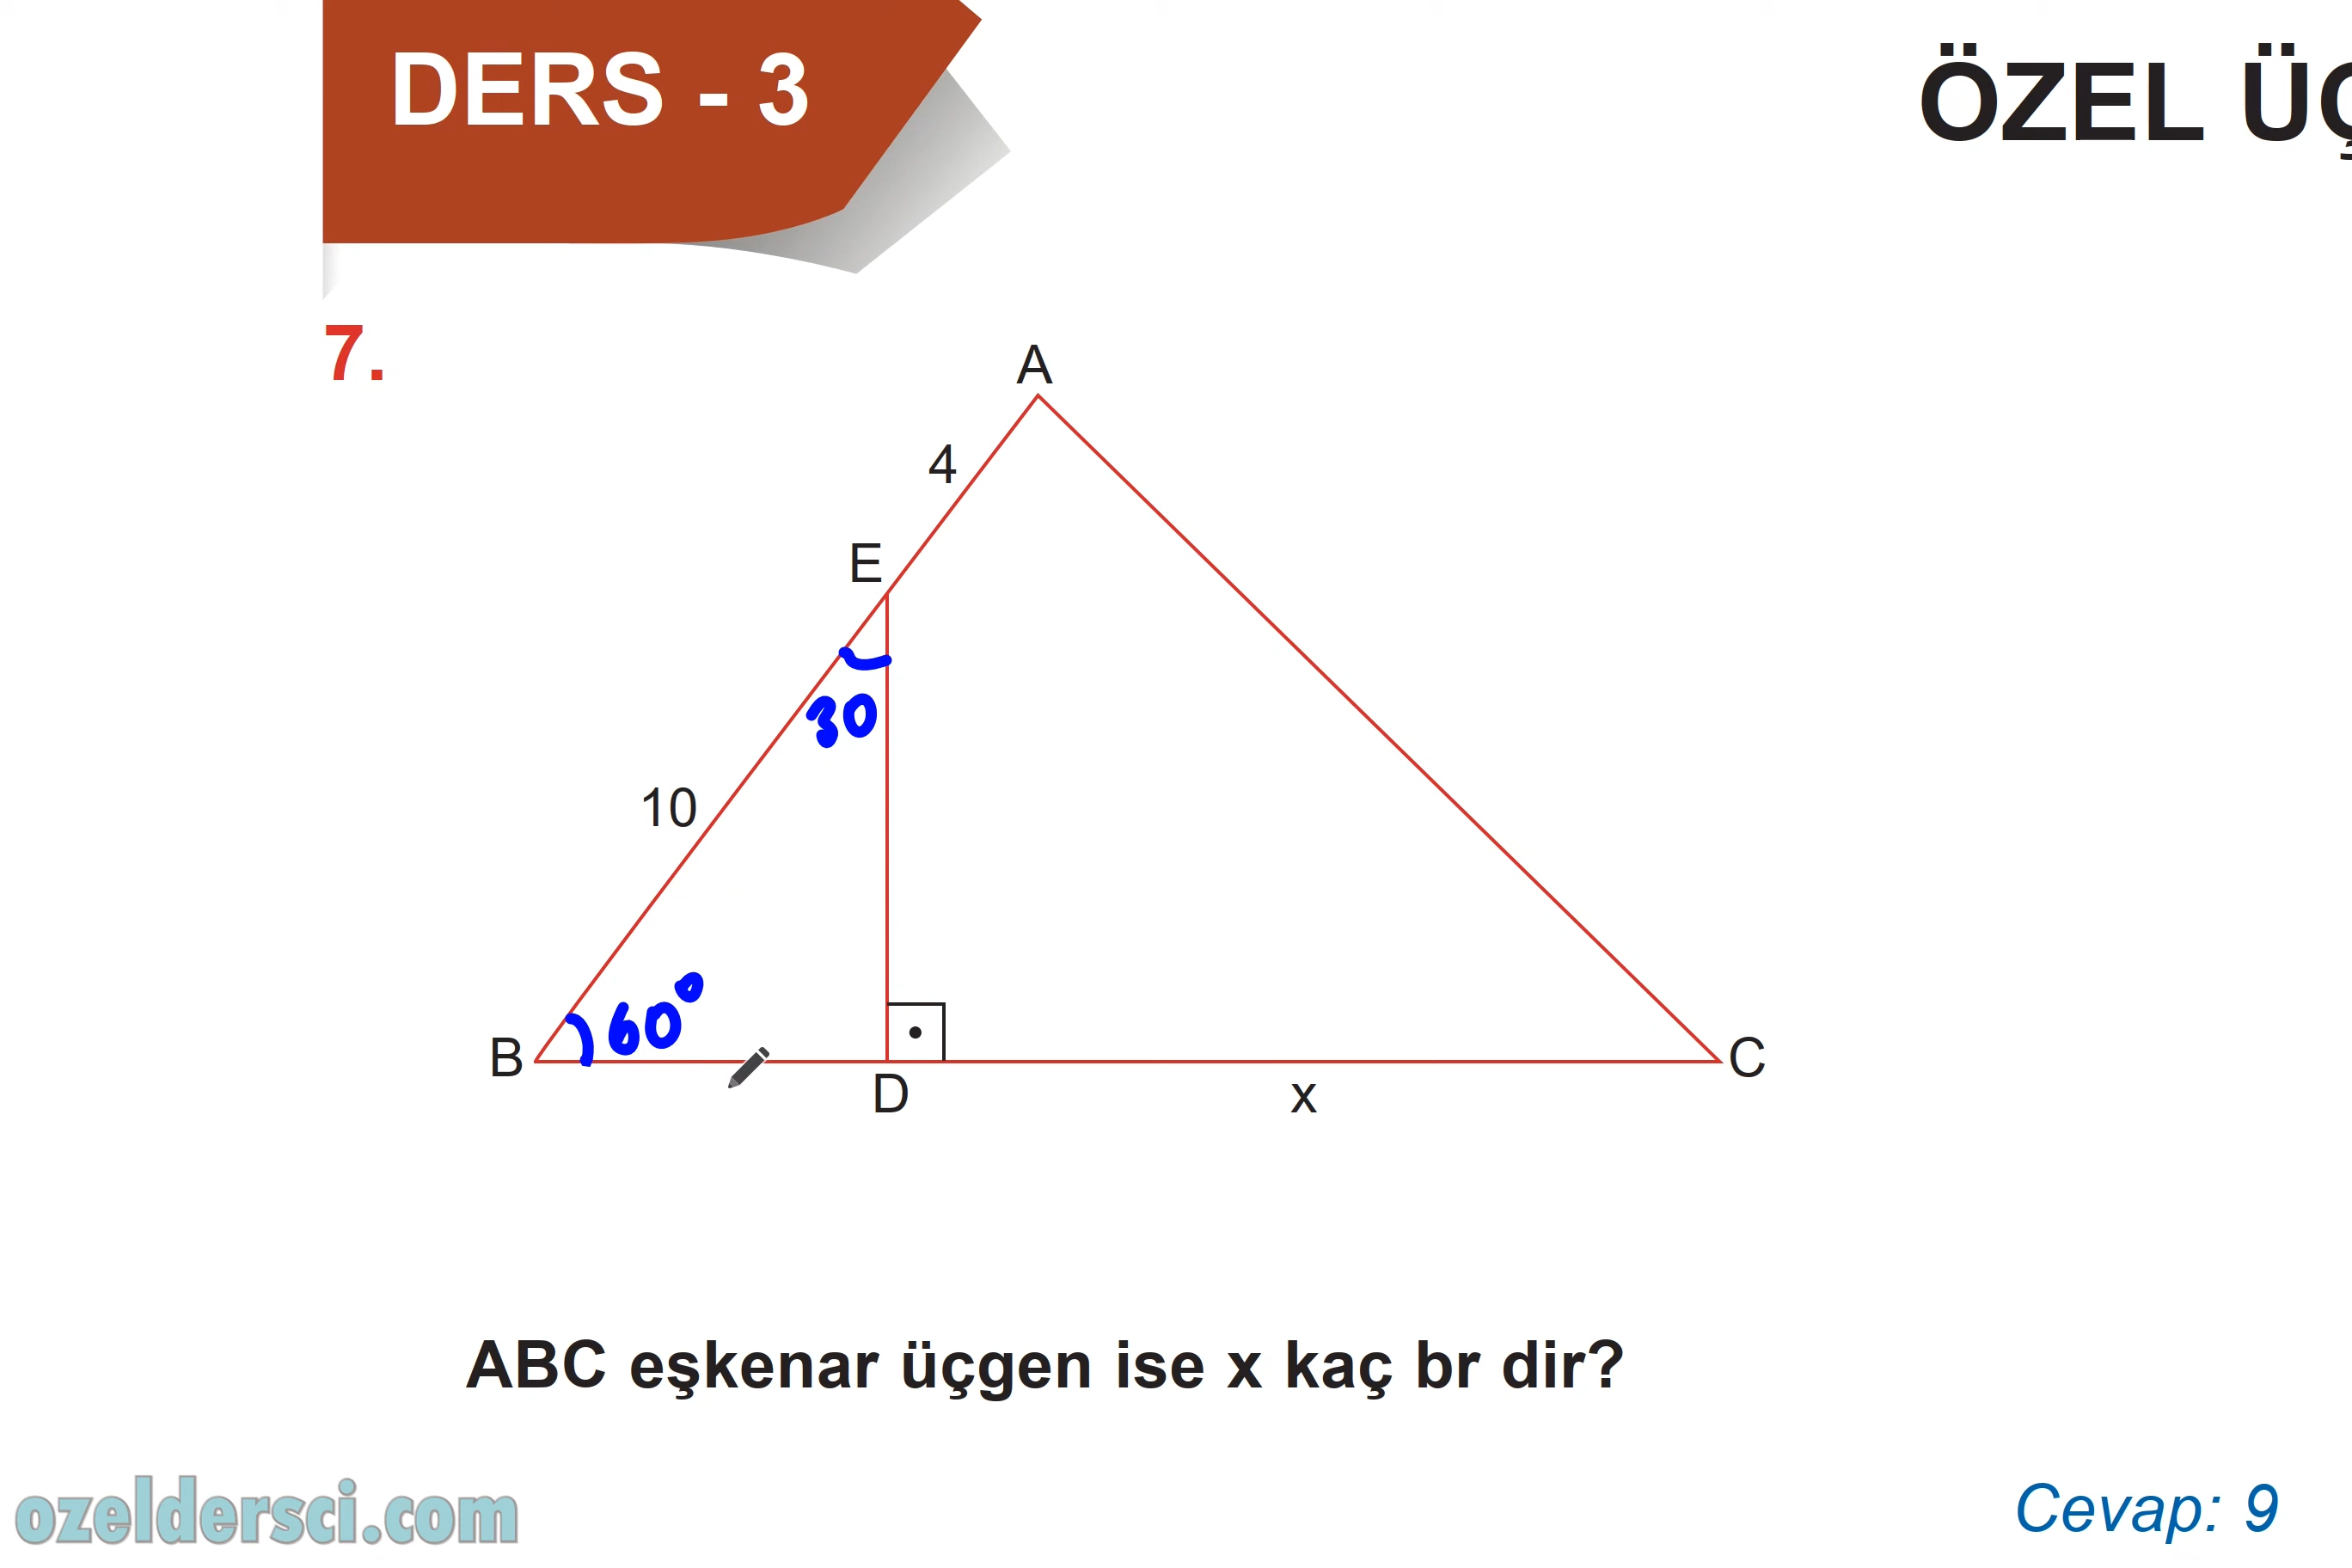 DERS - 3
ÖZEL ÜÇ
7.
A
4
E
30
10
60°
B
D
x
C
ABC eşkenar üçgen ise x kaç br dir?
ozeldersci.com
Cevap: 9